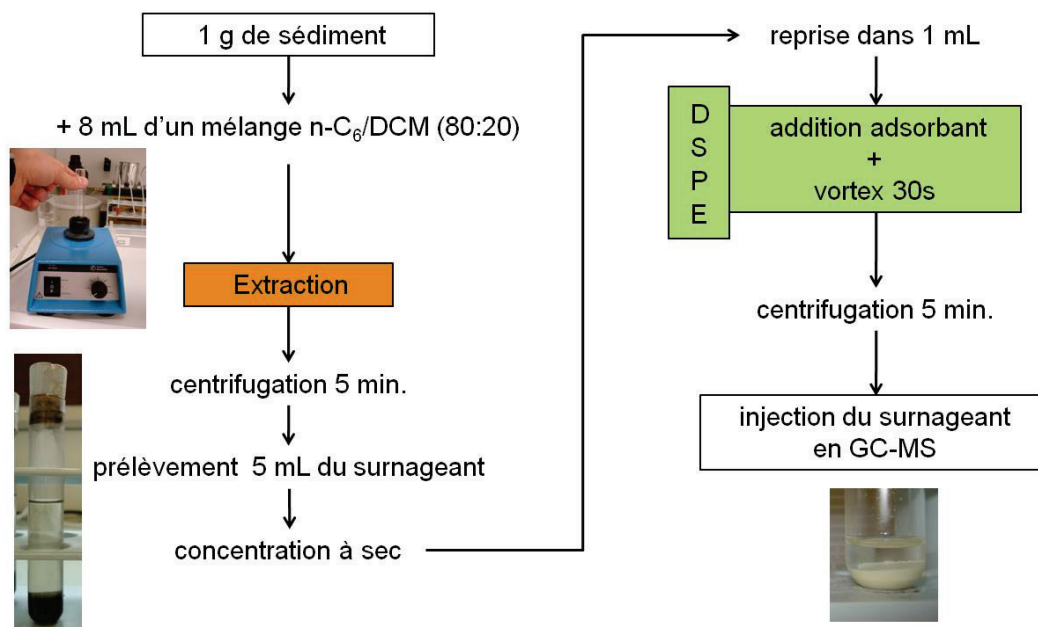 1 g de sédiment
+ 8 mL d'un mélange n-C₆/DCM (80:20)
Extraction
centrifugation 5 min.
prélèvement 5 mL du surnageant
concentration à sec
reprise dans 1 mL
D
S
P
E
addition adsorbant
+
vortex 30s
centrifugation 5 min.
injection du surnageant
en GC-MS